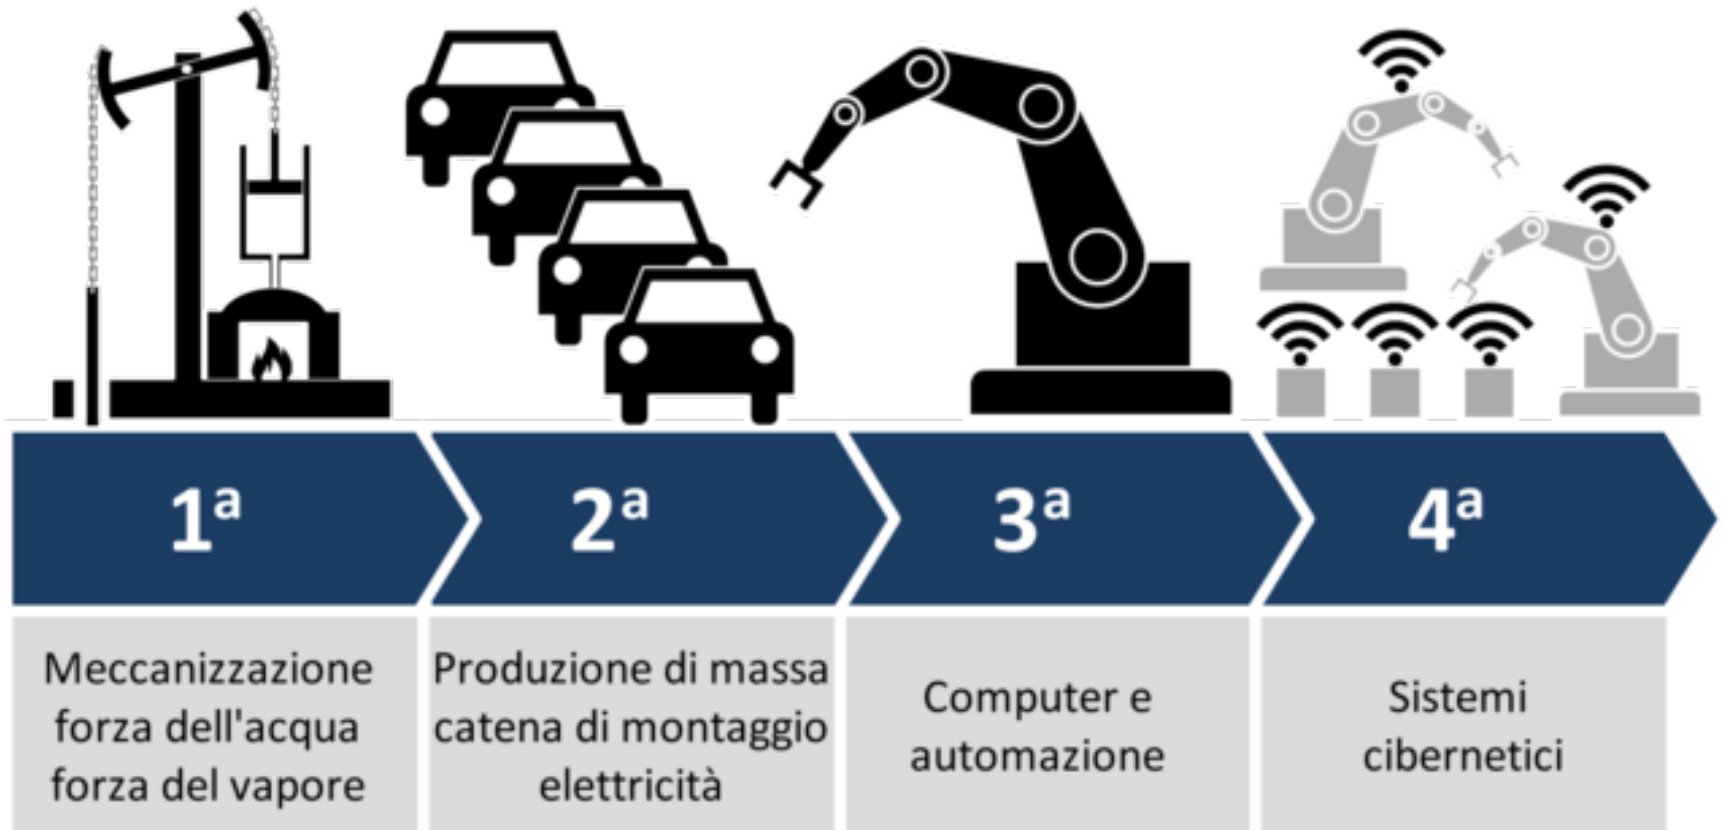 1ª
2ª
3ª
4ª
Meccanizzazione
forza dell'acqua
forza del vapore
Produzione di massa
catena di montaggio
elettricità
Computer e
automazione
Sistemi
cibernetici